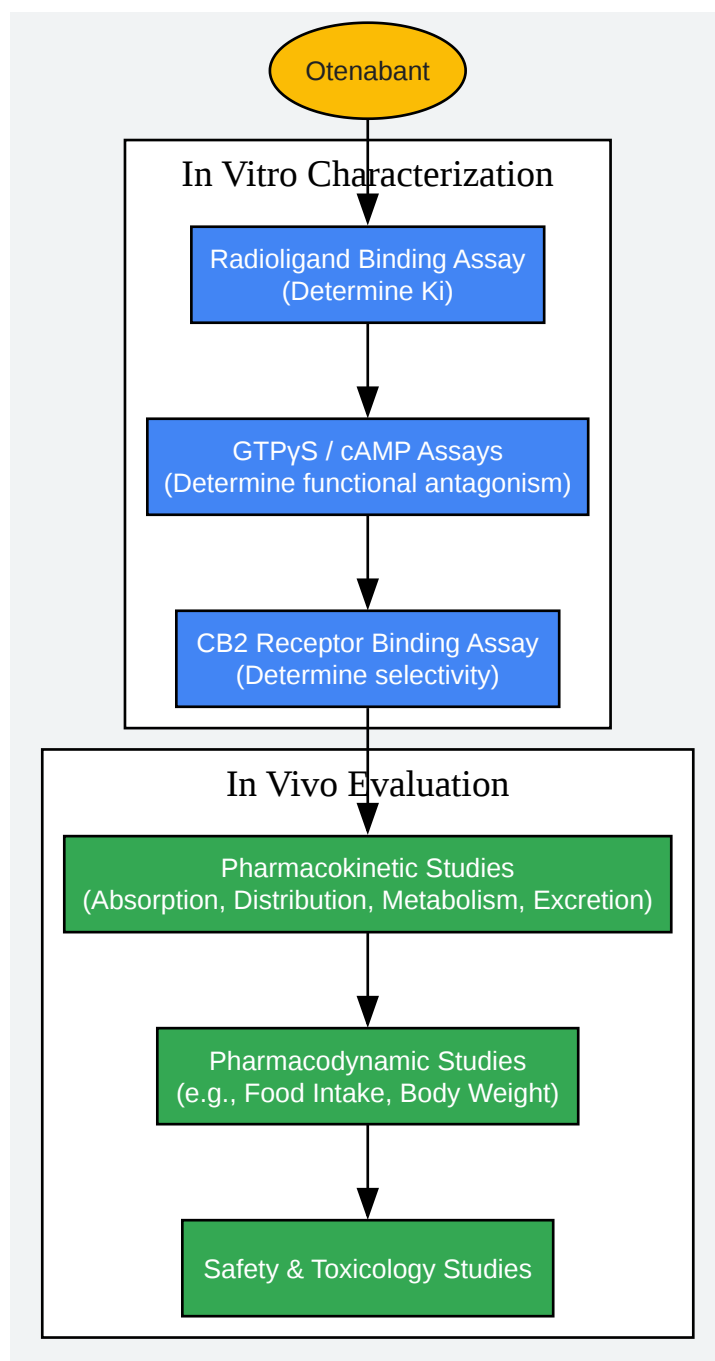 Otenabant
In Vitro Characterization
Radioligand Binding Assay
(Determine Ki)
GTPγS / cAMP Assays
(Determine functional antagonism)
CB2 Receptor Binding Assay
(Determine selectivity)
In Vivo Evaluation
Pharmacokinetic Studies
(Absorption, Distribution, Metabolism, Excretion)
Pharmacodynamic Studies
(e.g., Food Intake, Body Weight)
Safety & Toxicology Studies